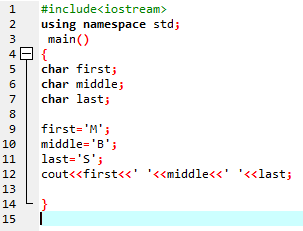 1 #include<iostream>
2 using namespace std;
3 main()
4 {
5 char first;
6 char middle;
7 char last;
8
9 first='M';
10 middle='B';
11 last='S';
12 cout<<first<<' '<<middle<<' '<<last;
13
14 }
15